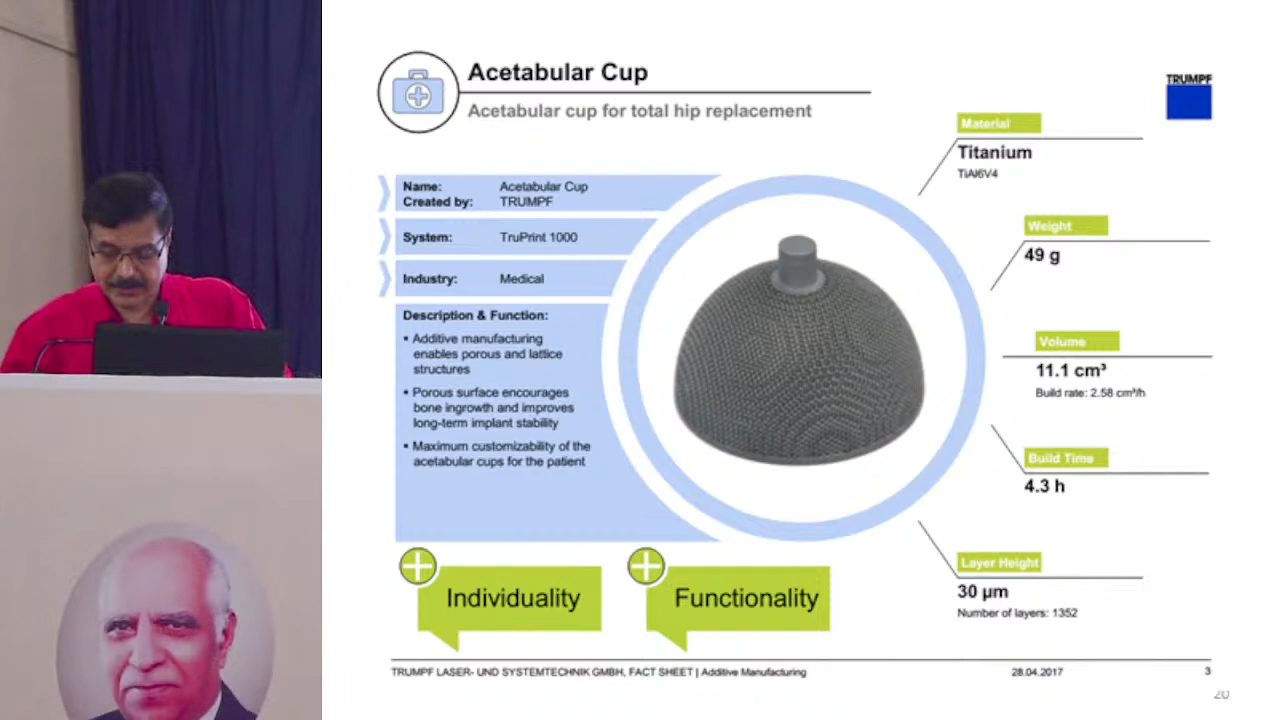 Acetabular Cup
Acetabular cup for total hip replacement
TRUMPF
Name: Acetabular Cup
Created by: TRUMPF
System: TruPrint 1000
Industry: Medical
Description & Function:
▪ Additive manufacturing
enables porous and lattice
structures
▪ Porous surface encourages
bone ingrowth and improves
long-term implant stability
▪ Maximum customizability of the
acetabular cups for the patient
Material
Titanium
TiAl6V4
Weight
49 g
Volume
11.1 cm³
Build rate: 2.58 cm³/h
Build Time
4.3 h
Layer Height
30 µm
Number of layers: 1352
Individuality
Functionality
TRUMPF LASER- UND SYSTEMTECHNIK GMBH, FACT SHEET | Additive Manufacturing 28.04.2017 3
20